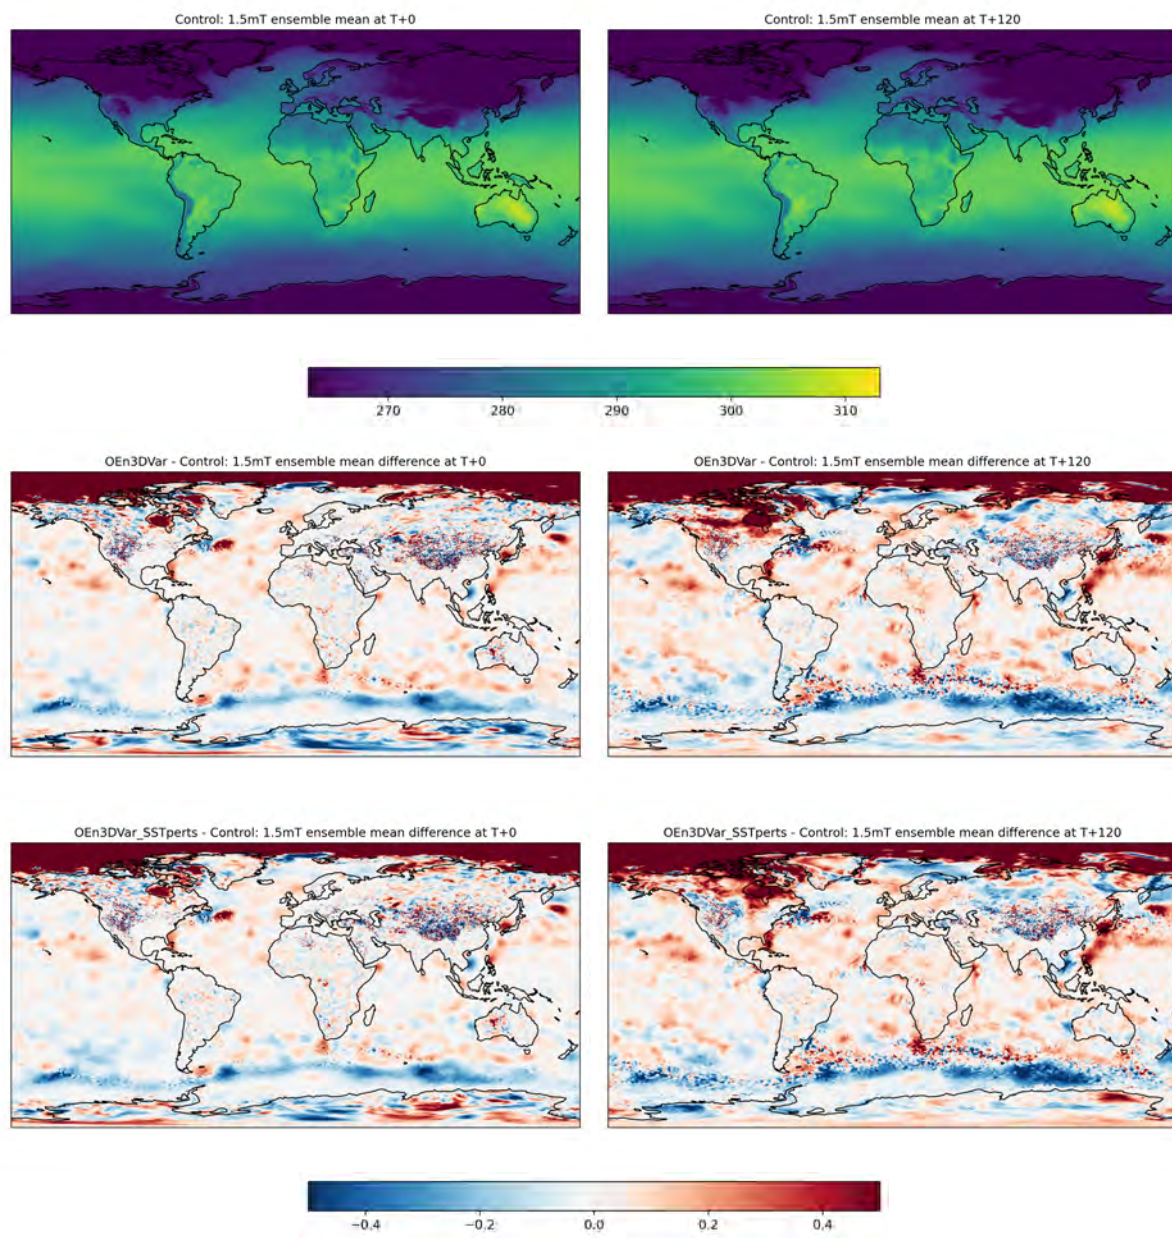 Control: 1.5mT ensemble mean at T+0
Control: 1.5mT ensemble mean at T+120
270 280 290 300 310
OEn3DVar - Control: 1.5mT ensemble mean difference at T+0
OEn3DVar - Control: 1.5mT ensemble mean difference at T+120
OEn3DVar_SSTperts - Control: 1.5mT ensemble mean difference at T+0
OEn3DVar_SSTperts - Control: 1.5mT ensemble mean difference at T+120
−0.4 −0.2 0.0 0.2 0.4